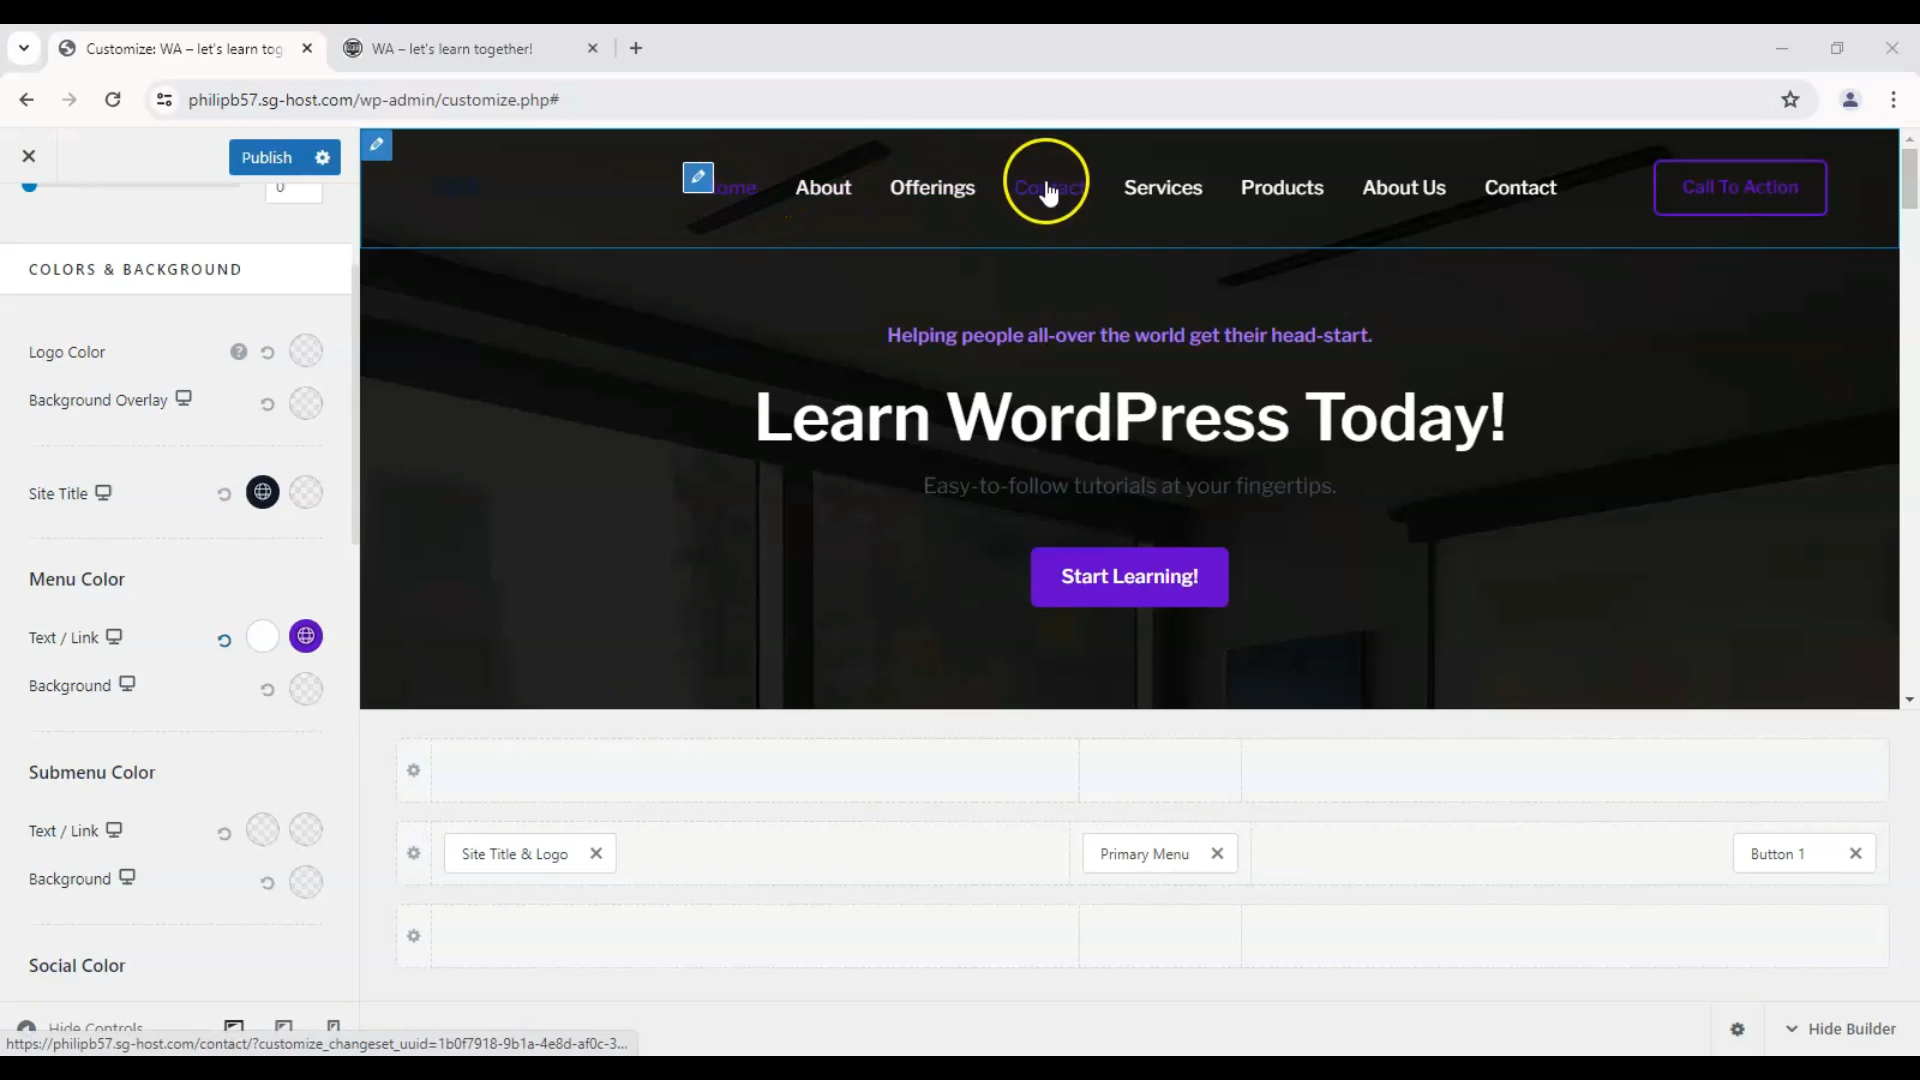 Customize: WA – let's learn tog
WA – let's learn together!
philipb57.sg-host.com/wp-admin/customize.php#
Publish
0
COLORS & BACKGROUND
Logo Color
Background Overlay
Site Title
Menu Color
Text / Link
Background
Submenu Color
Text / Link
Background
Social Color
Hide Controls
https://philipb57.sg-host.com/contact/?customize_changeset_uuid=1b0f7918-9b1a-4e8d-af0c-3...
ome About Offerings Contact Services Products About Us Contact
Call To Action
Helping people all-over the world get their head-start.
Learn WordPress Today!
Easy-to-follow tutorials at your fingertips.
Start Learning!
Site Title & Logo
Primary Menu
Button 1
Hide Builder